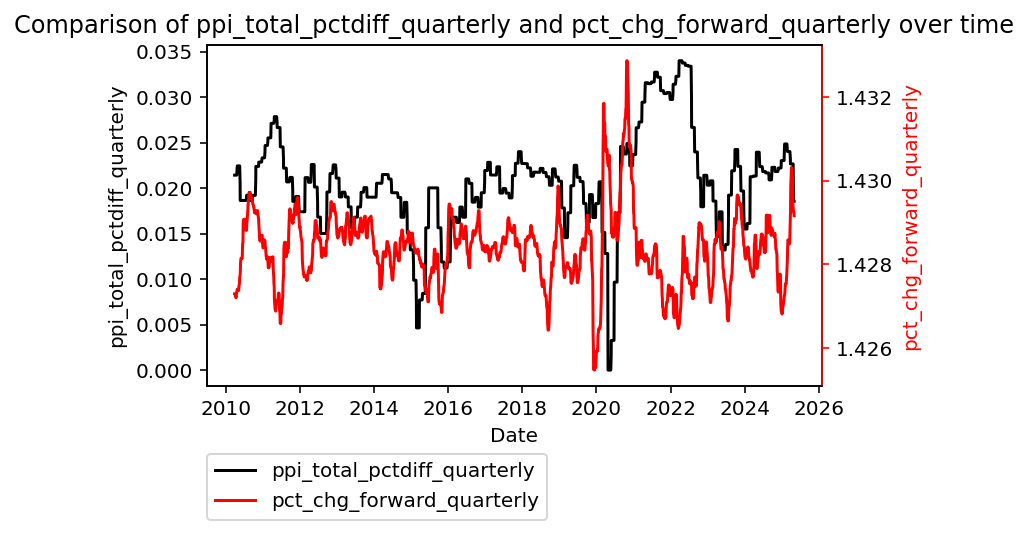 Comparison of ppi_total_pctdiff_quarterly and pct_chg_forward_quarterly over time
ppi_total_pctdiff_quarterly
0.035
0.030
0.025
0.020
0.015
0.010
0.005
0.000
1.432
1.430
1.428
1.426
pct_chg_forward_quarterly
2010 2012 2014 2016 2018 2020 2022 2024 2026
Date
ppi_total_pctdiff_quarterly
pct_chg_forward_quarterly